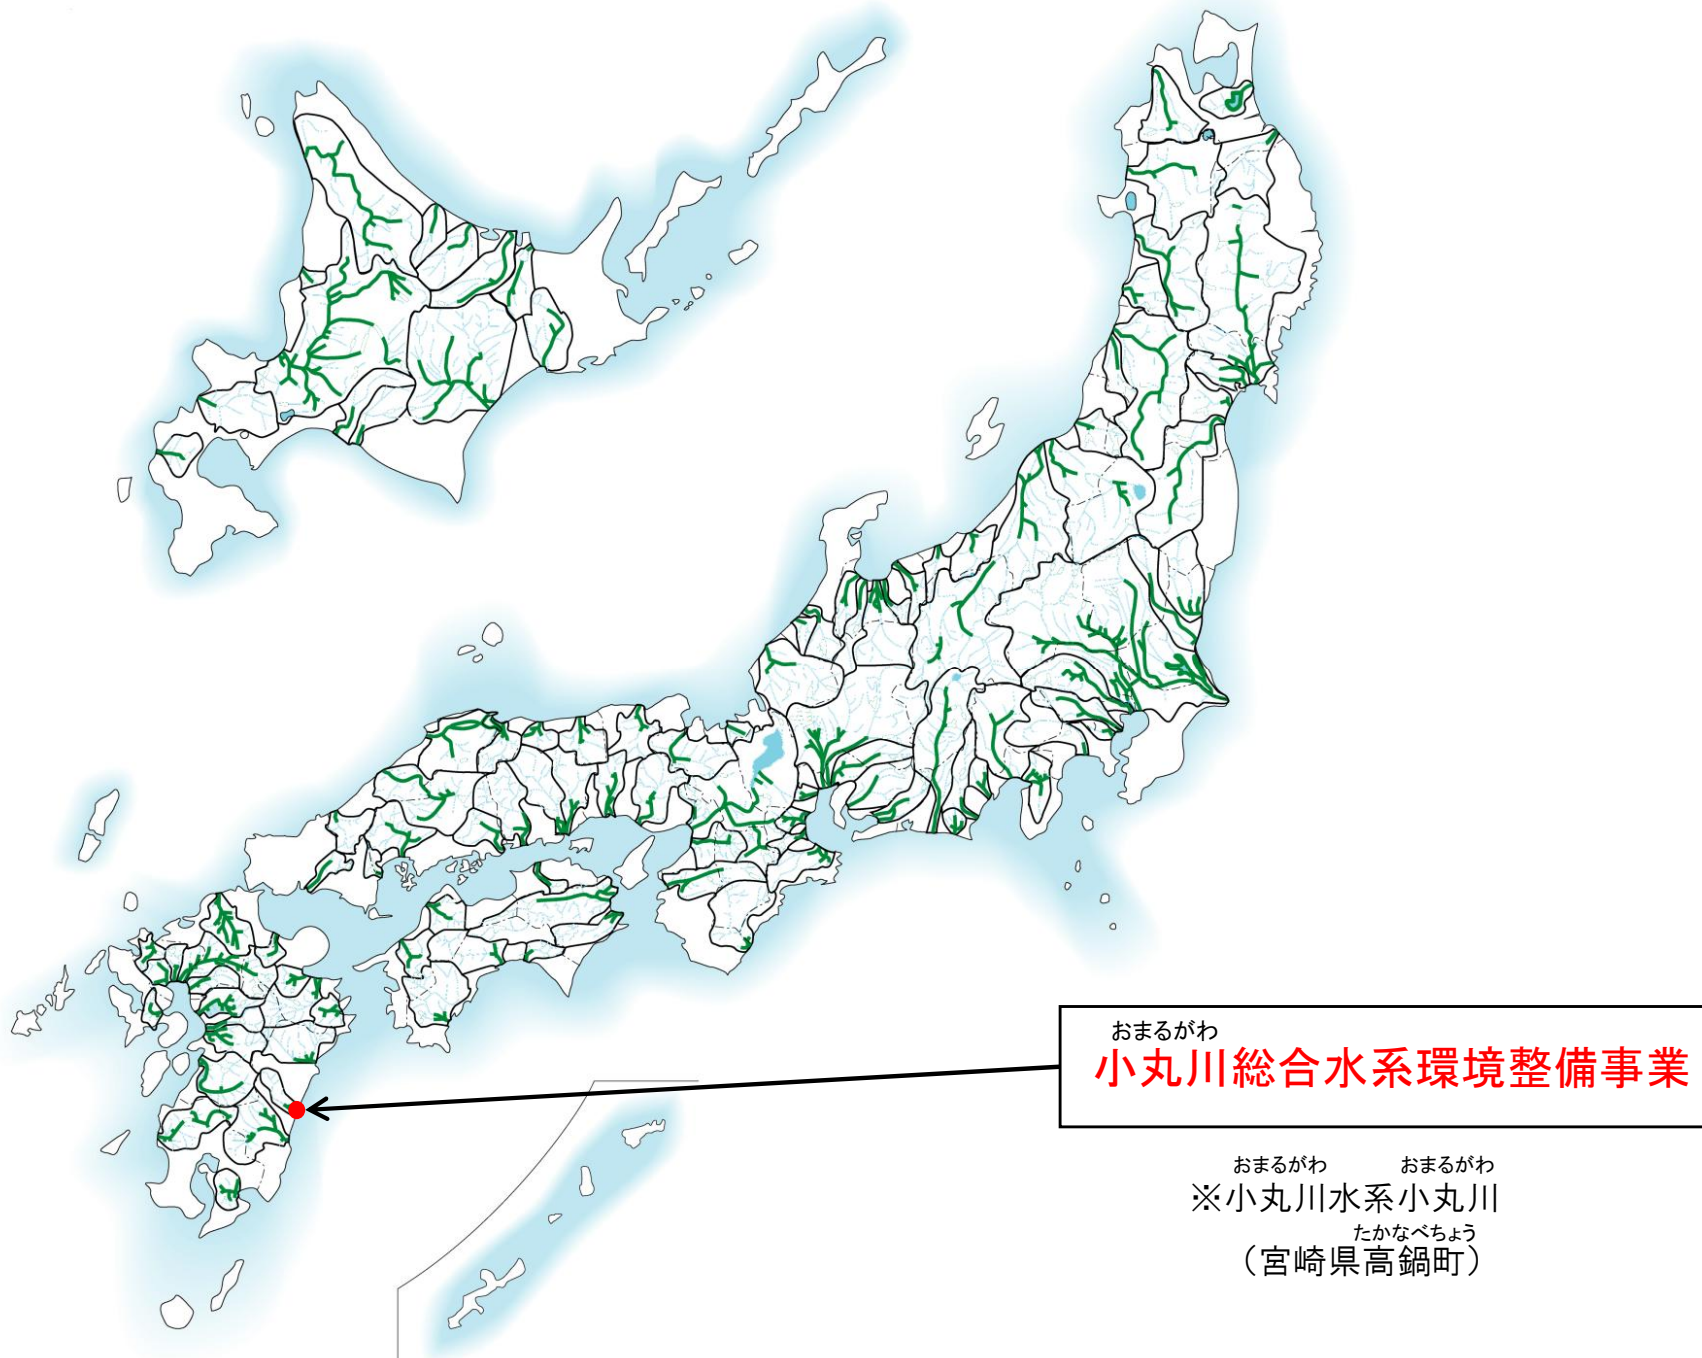 おまるがわ
小丸川総合水系環境整備事業
おまるがわ おまるがわ
※小丸川水系小丸川
たかなべちょう
（宮崎県高鍋町）